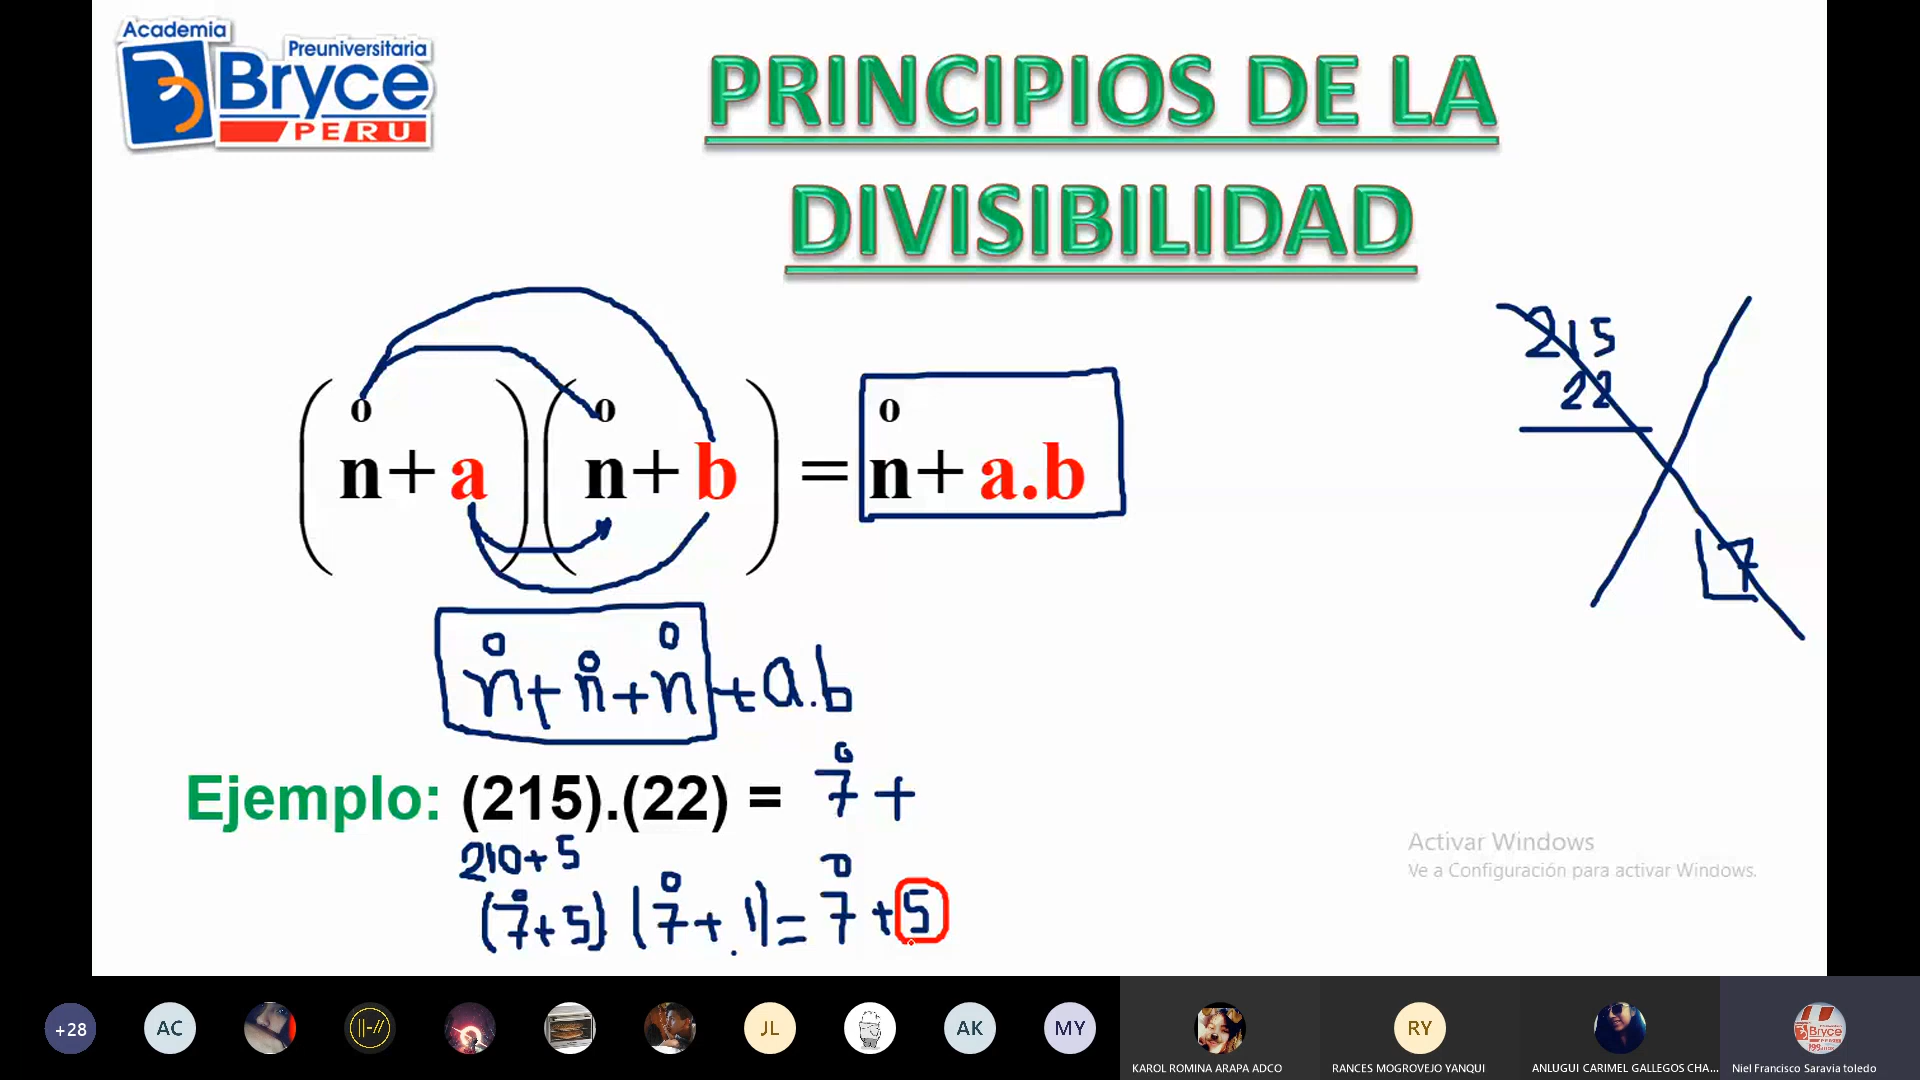 Academia
Preuniversitaria
Bryce
PERU
PRINCIPIOS DE LA
DIVISIBILIDAD
215
22
7
(n̊ + a)(n̊ + b) = n̊ + a.b
n̊ + n̊ + n̊ + a.b
Ejemplo: (215).(22) = 7̊ +
210 + 5
(7̊ + 5) (7̊ + 1) = 7̊ + 5
Activar Windows
Ve a Configuración para activar Windows.
+28
AC
JL
AK
MY
KAROL ROMINA ARAPA ADCO
RY
RANCES MOGROVEJO YANQUI
ANLUGUI CARIMEL GALLEGOS CHA...
Bryce
Niel Francisco Saravia toledo